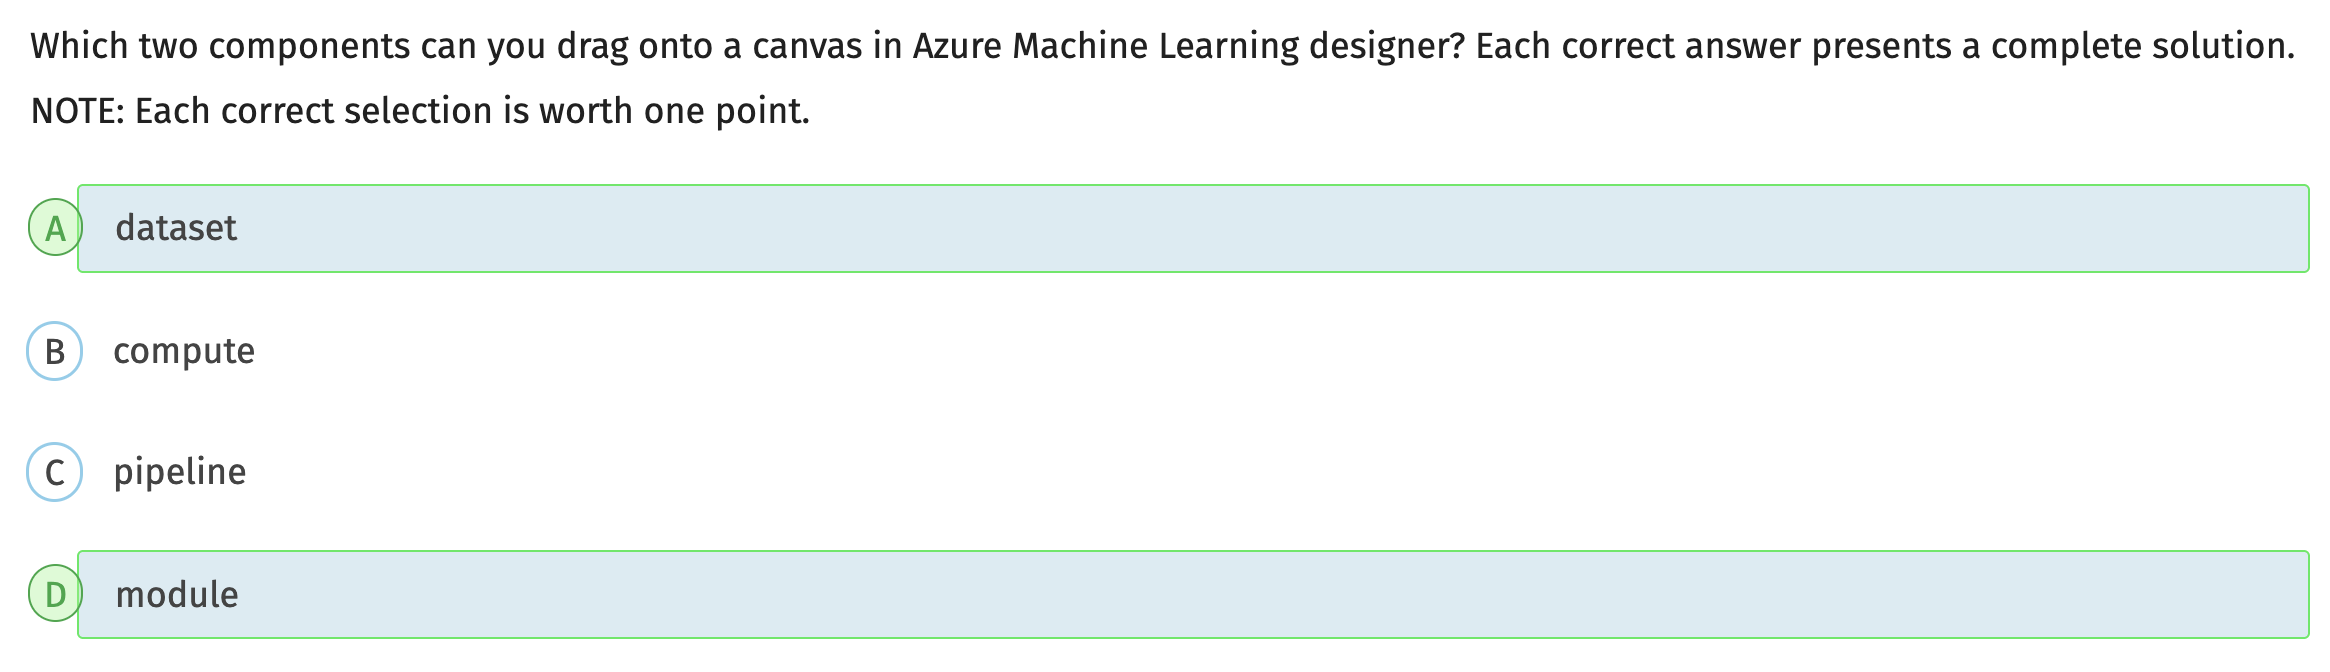 Which two components can you drag onto a canvas in Azure Machine Learning designer? Each correct answer presents a complete solution.
NOTE: Each correct selection is worth one point.
A dataset
B compute
C pipeline
D module